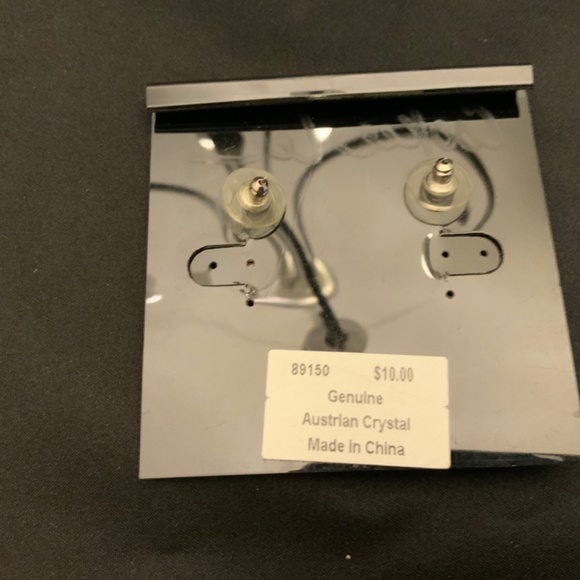 89150 $10.00
Genuine
Austrian Crystal
Made in China